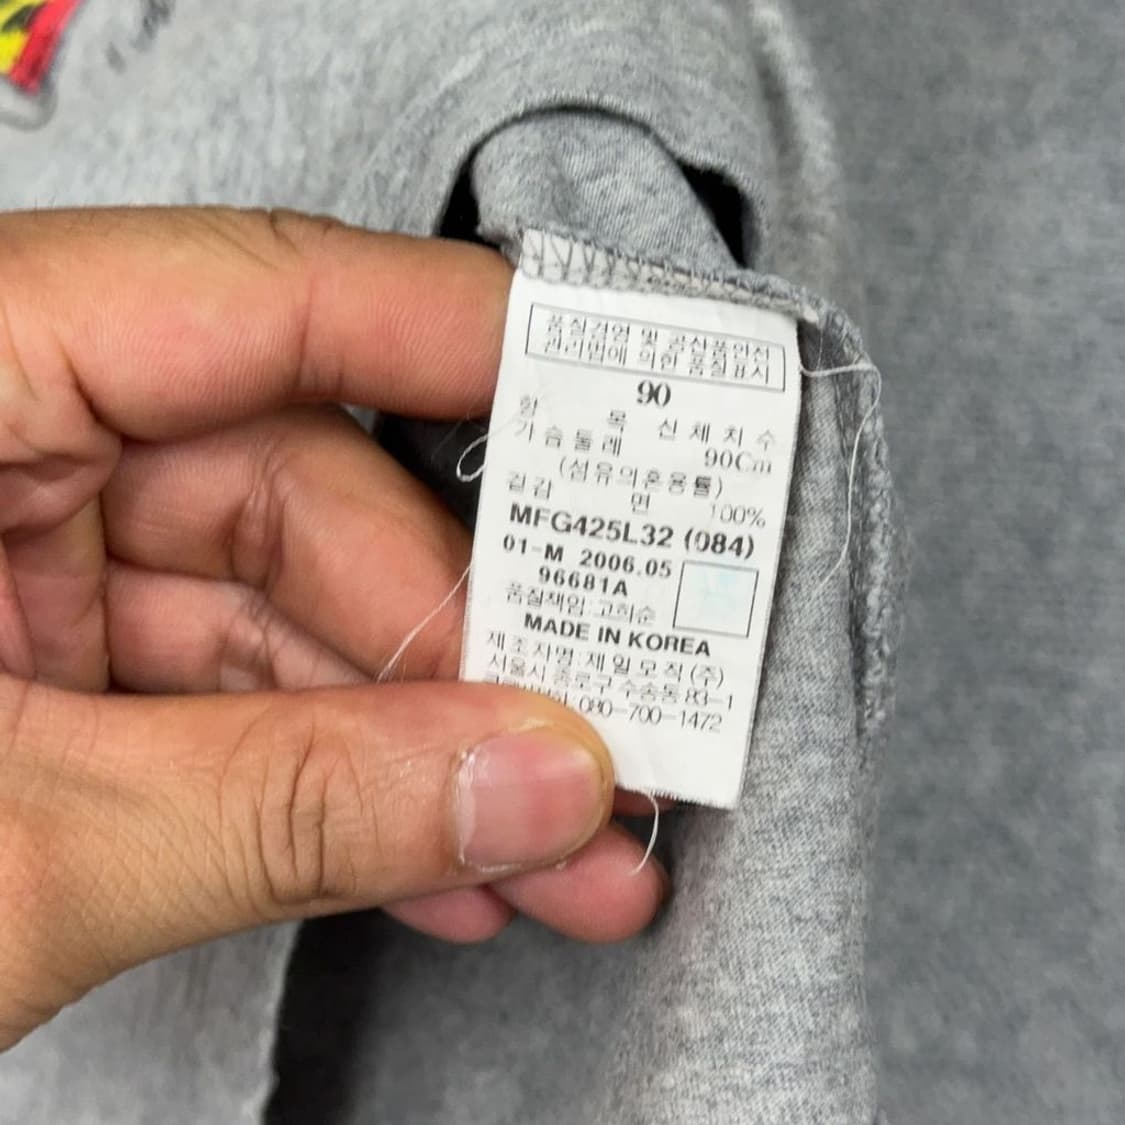 품질경영 및 공산품안전
관리법에 의한 품질표시
90
항 목 신체치수
가슴둘레 90Cm
(섬유의혼용률)
겉감 면 100%
MFG425L32 (084)
01-M 2006.05
96681A
품질책임:고희순
MADE IN KOREA
제조자명:제일모직(주)
서울시 종로구수송동83-1
080-700-1472